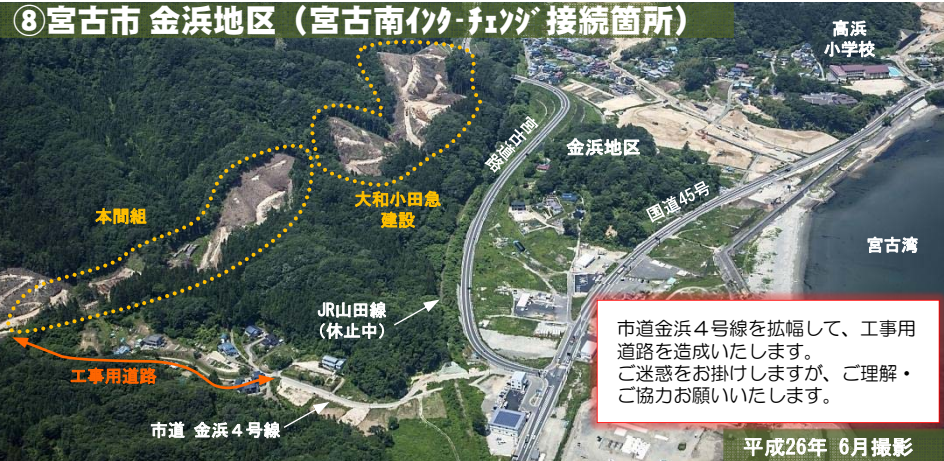 ⑧宮古市 金浜地区（宮古南ｲﾝﾀｰﾁｪﾝｼﾞ 接続箇所）
高浜
小学校
宮古道路
金浜地区
国道45号
宮古湾
大和小田急
建設
本間組
JR山田線
（休止中）
工事用道路
市道 金浜４号線
市道金浜４号線を拡幅して、工事用
道路を造成いたします。
ご迷惑をお掛けしますが、ご理解・
ご協力お願いいたします。
平成26年 6月撮影